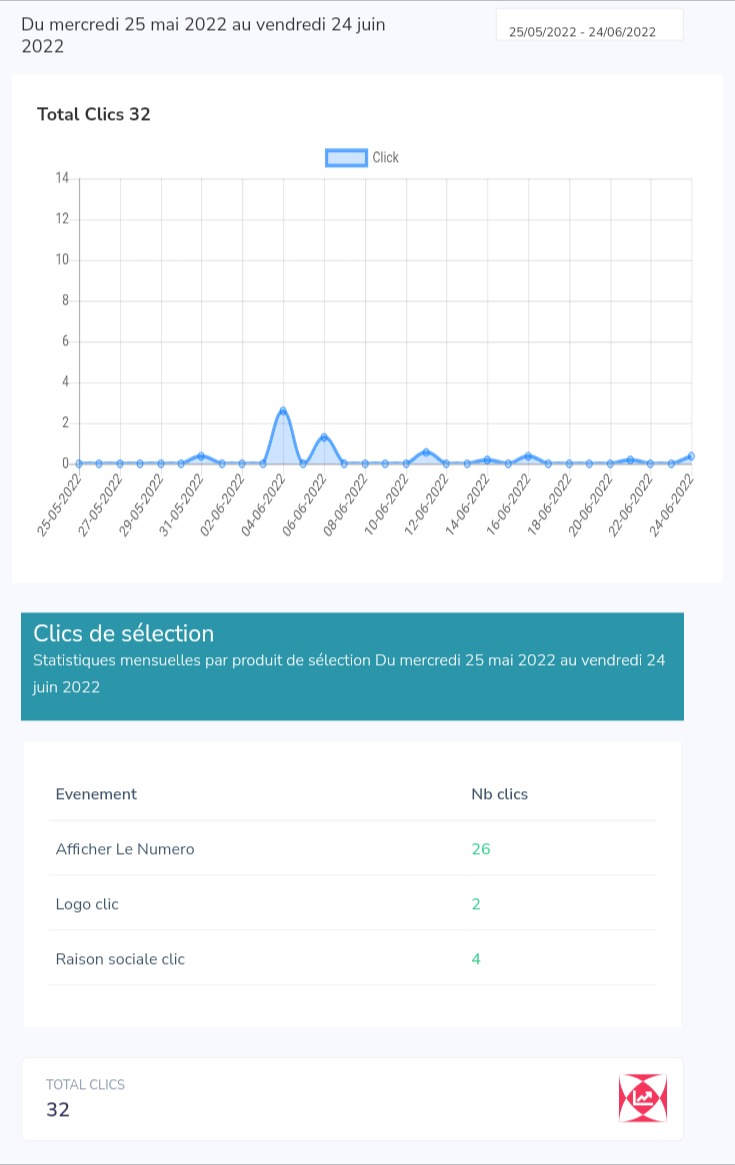 Du mercredi 25 mai 2022 au vendredi 24 juin
2022
25/05/2022 - 24/06/2022
Total Clics 32
Click
14
12
10
8
6
4
2
0
25-05-2022
27-05-2022
29-05-2022
31-05-2022
02-06-2022
04-06-2022
06-06-2022
08-06-2022
10-06-2022
12-06-2022
14-06-2022
16-06-2022
18-06-2022
20-06-2022
22-06-2022
24-06-2022
Clics de sélection
Statistiques mensuelles par produit de sélection Du mercredi 25 mai 2022 au vendredi 24
juin 2022
Evenement Nb clics
Afficher Le Numero 26
Logo clic 2
Raison sociale clic 4
TOTAL CLICS
32